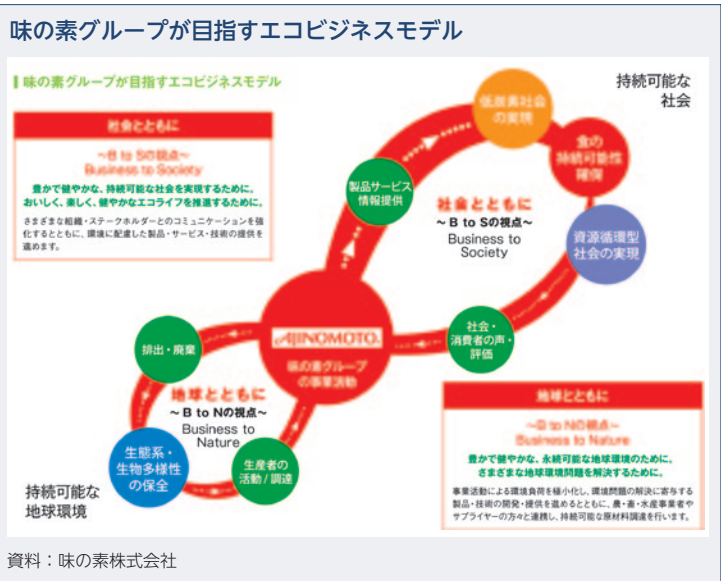 味の素グループが目指すエコビジネスモデル
味の素グループが目指すエコビジネスモデル
社会とともに
～B to Sの視点～
Business to Society
豊かで健やかな、持続可能な社会を実現するために。
おいしく、楽しく、健やかなエコライフを推進するために。
さまざまな組織・ステークホルダーとのコミュニケーションを強
化するとともに、環境に配慮した製品・サービス・技術の提供を
進めます。
持続可能な
社会
低炭素社会
の実現
食の
持続可能性
確保
製品サービス
情報提供
社会とともに
～B to Sの視点～
Business to
Society
資源循環型
社会の実現
社会・
消費者の声・
評価
AJINOMOTO.
味の素グループ
の事業活動
排出・廃棄
地球とともに
～B to Nの視点～
Business to
Nature
生態系・
生物多様性
の保全
生産者の
活動/調達
持続可能な
地球環境
地球とともに
～B to Nの視点～
Business to Nature
豊かで健やかな、永続可能な地球環境のために。
さまざまな地球環境問題を解決するために。
事業活動による環境負荷を極小化し、環境問題の解決に寄与する
製品・技術の開発・提供を進めるとともに、農・畜・水産事業者や
サプライヤーの方々と連携し、持続可能な原材料調達を行います。
資料：味の素株式会社